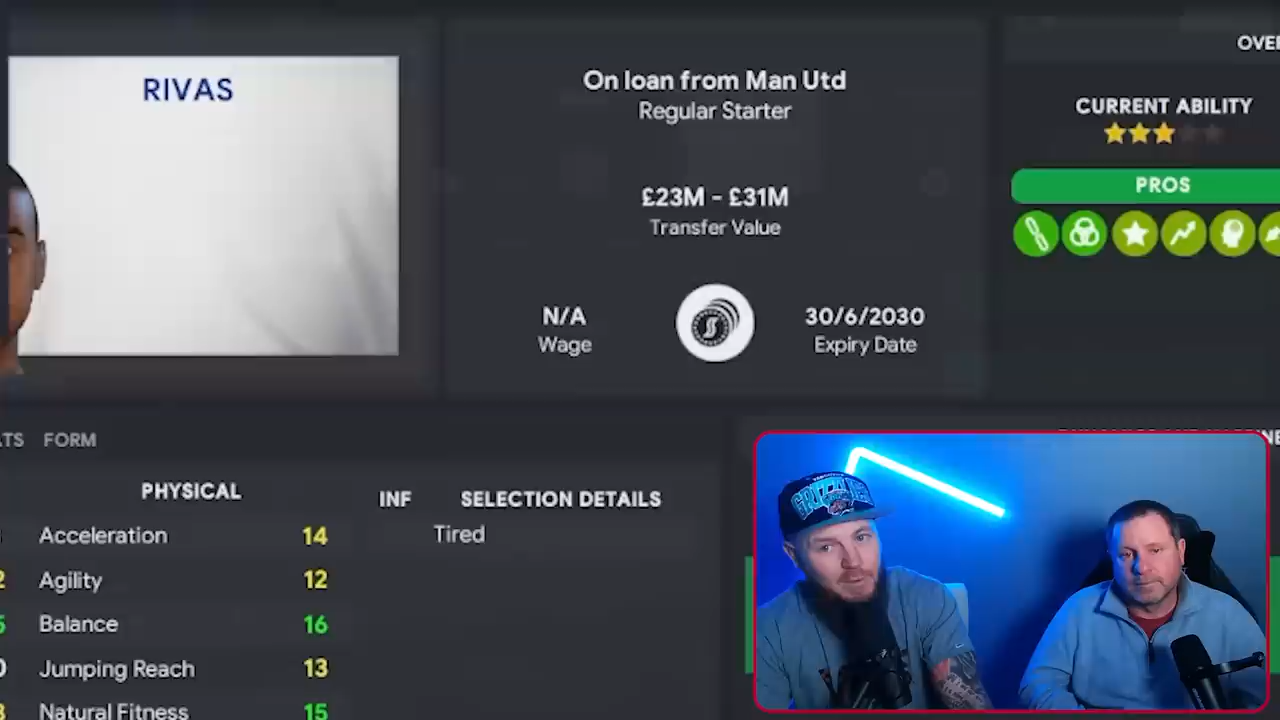 RIVAS
On loan from Man Utd
Regular Starter
£23M - £31M
Transfer Value
N/A
Wage
30/6/2030
Expiry Date
CURRENT ABILITY
PROS
FORM
PHYSICAL
Acceleration 14
Agility 12
Balance 16
Jumping Reach 13
Natural Fitness 15
INF
SELECTION DETAILS
Tired
GRIZZLIES